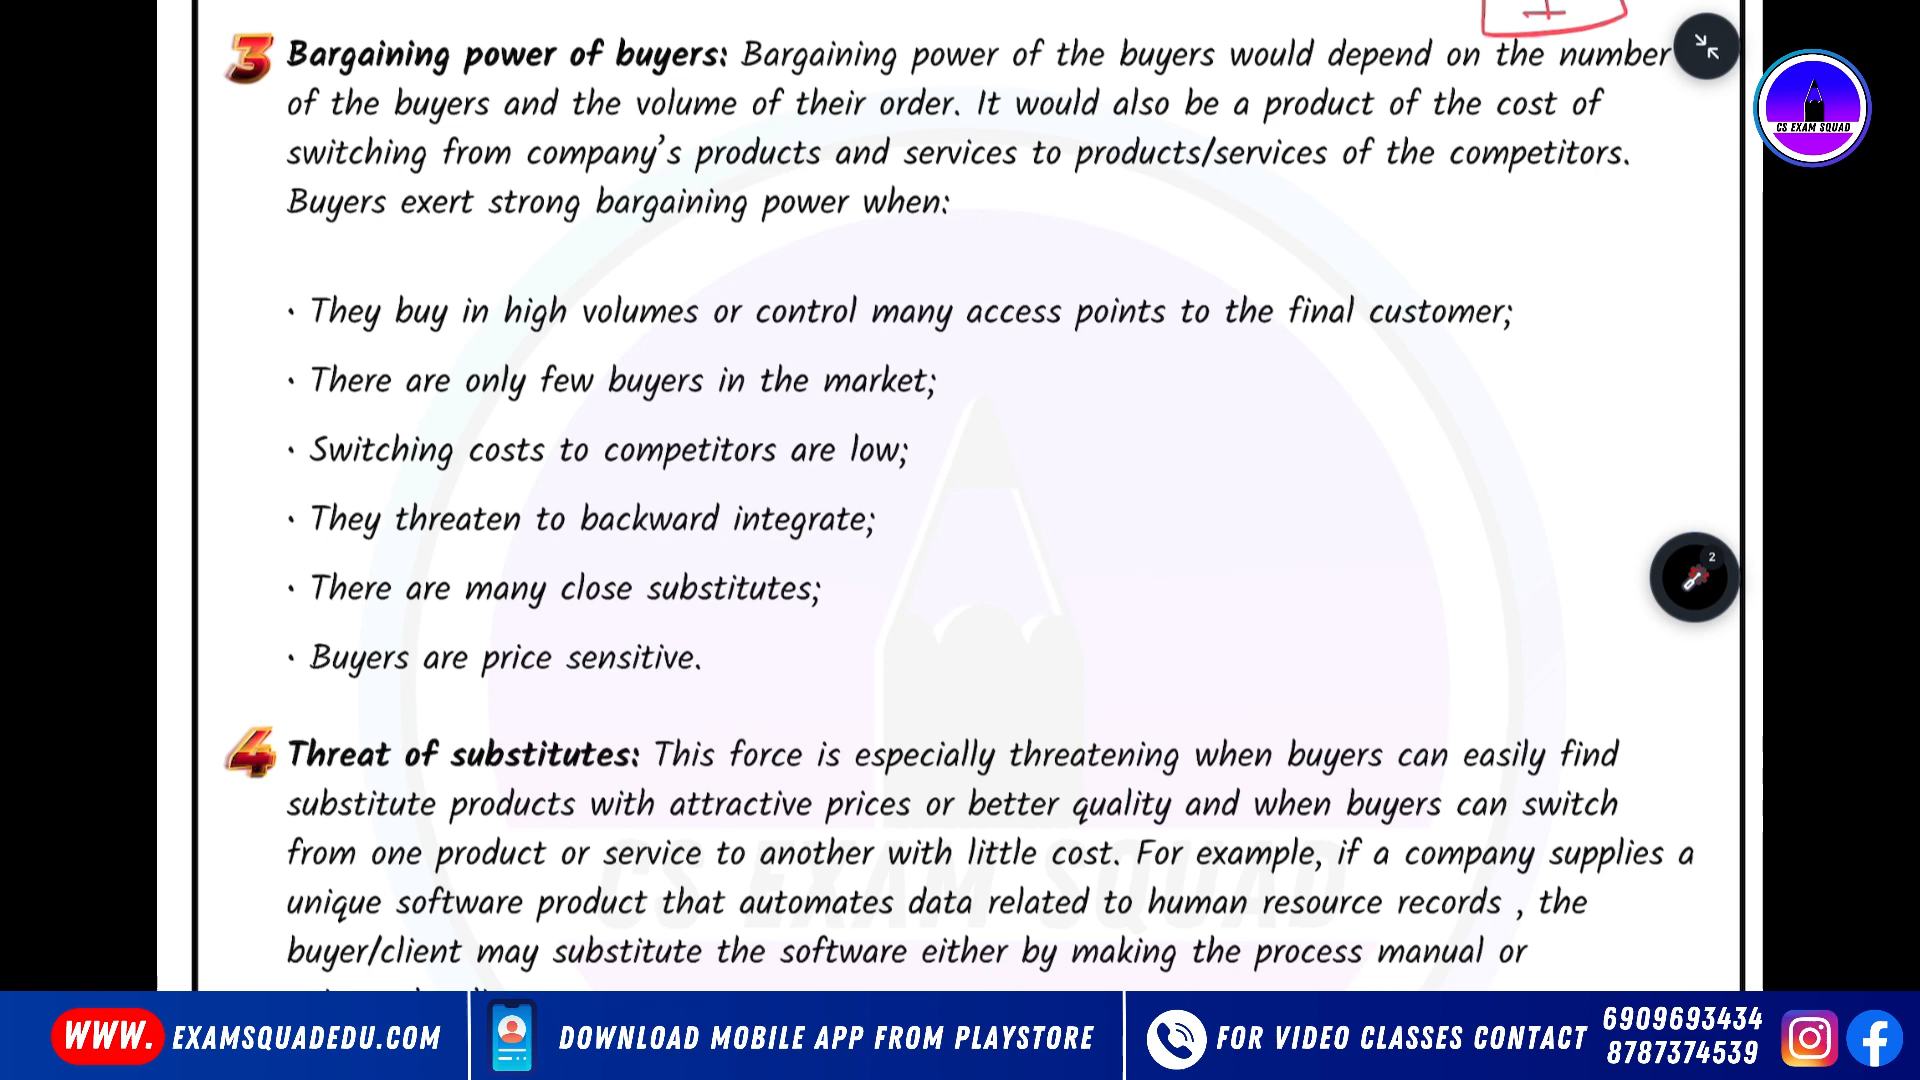 3 Bargaining power of buyers: Bargaining power of the buyers would depend on the number
of the buyers and the volume of their order. It would also be a product of the cost of
switching from company's products and services to products/services of the competitors.
Buyers exert strong bargaining power when:
· They buy in high volumes or control many access points to the final customer;
· There are only few buyers in the market;
· Switching costs to competitors are low;
· They threaten to backward integrate;
· There are many close substitutes;
· Buyers are price sensitive.
4 Threat of substitutes: This force is especially threatening when buyers can easily find
substitute products with attractive prices or better quality and when buyers can switch
from one product or service to another with little cost. For example, if a company supplies a
unique software product that automates data related to human resource records , the
buyer/client may substitute the software either by making the process manual or
CS EXAM SQUAD
2
CS EXAM SQUAD
WWW. EXAMSQUADEDU.COM
DOWNLOAD MOBILE APP FROM PLAYSTORE
FOR VIDEO CLASSES CONTACT
6909693434
8787374539